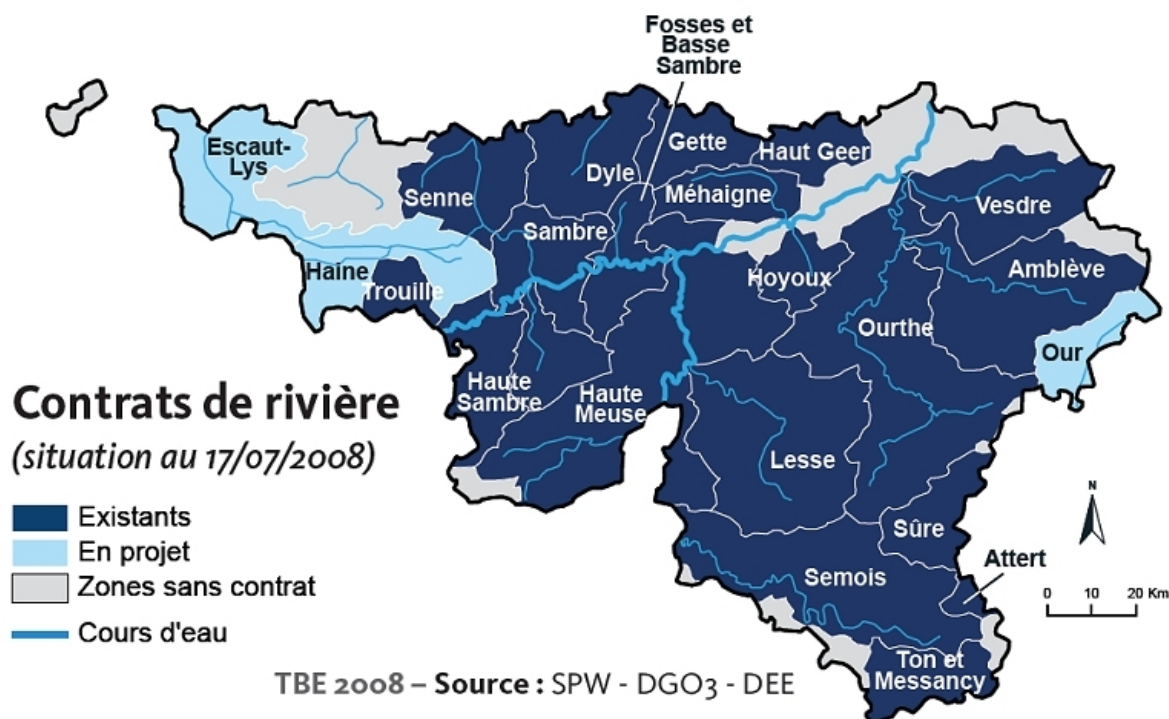 Fosses et
Basse
Sambre
Escaut-
Lys
Gette
Haut Geer
Dyle
Méhaigne
Senne
Vesdre
Sambre
Haine
Trouille
Hoyoux
Amblève
Ourthe
Our
Haute
Sambre
Haute
Meuse
Lesse
Sûre
Attert
Semois
Ton et
Messancy
Contrats de rivière
(situation au 17/07/2008)
Existants
En projet
Zones sans contrat
Cours d'eau
N
0 10 20 Km
TBE 2008 – Source : SPW - DGO3 - DEE